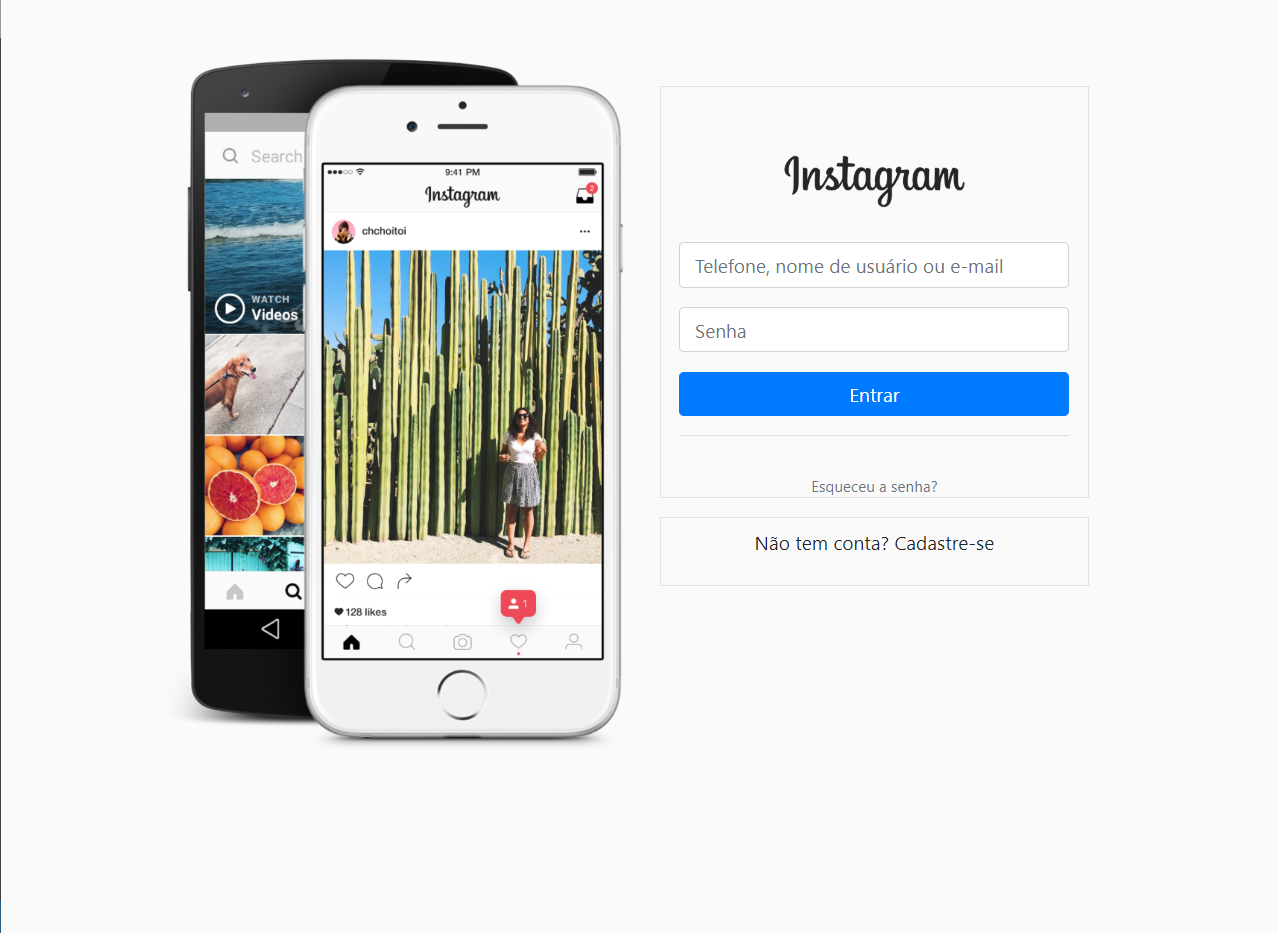 Search
WATCH
Videos
9:41 PM
Instagram
2
chchoitoi
128 likes
1
Instagram
Telefone, nome de usuário ou e-mail
Senha
Entrar
Esqueceu a senha?
Não tem conta? Cadastre-se